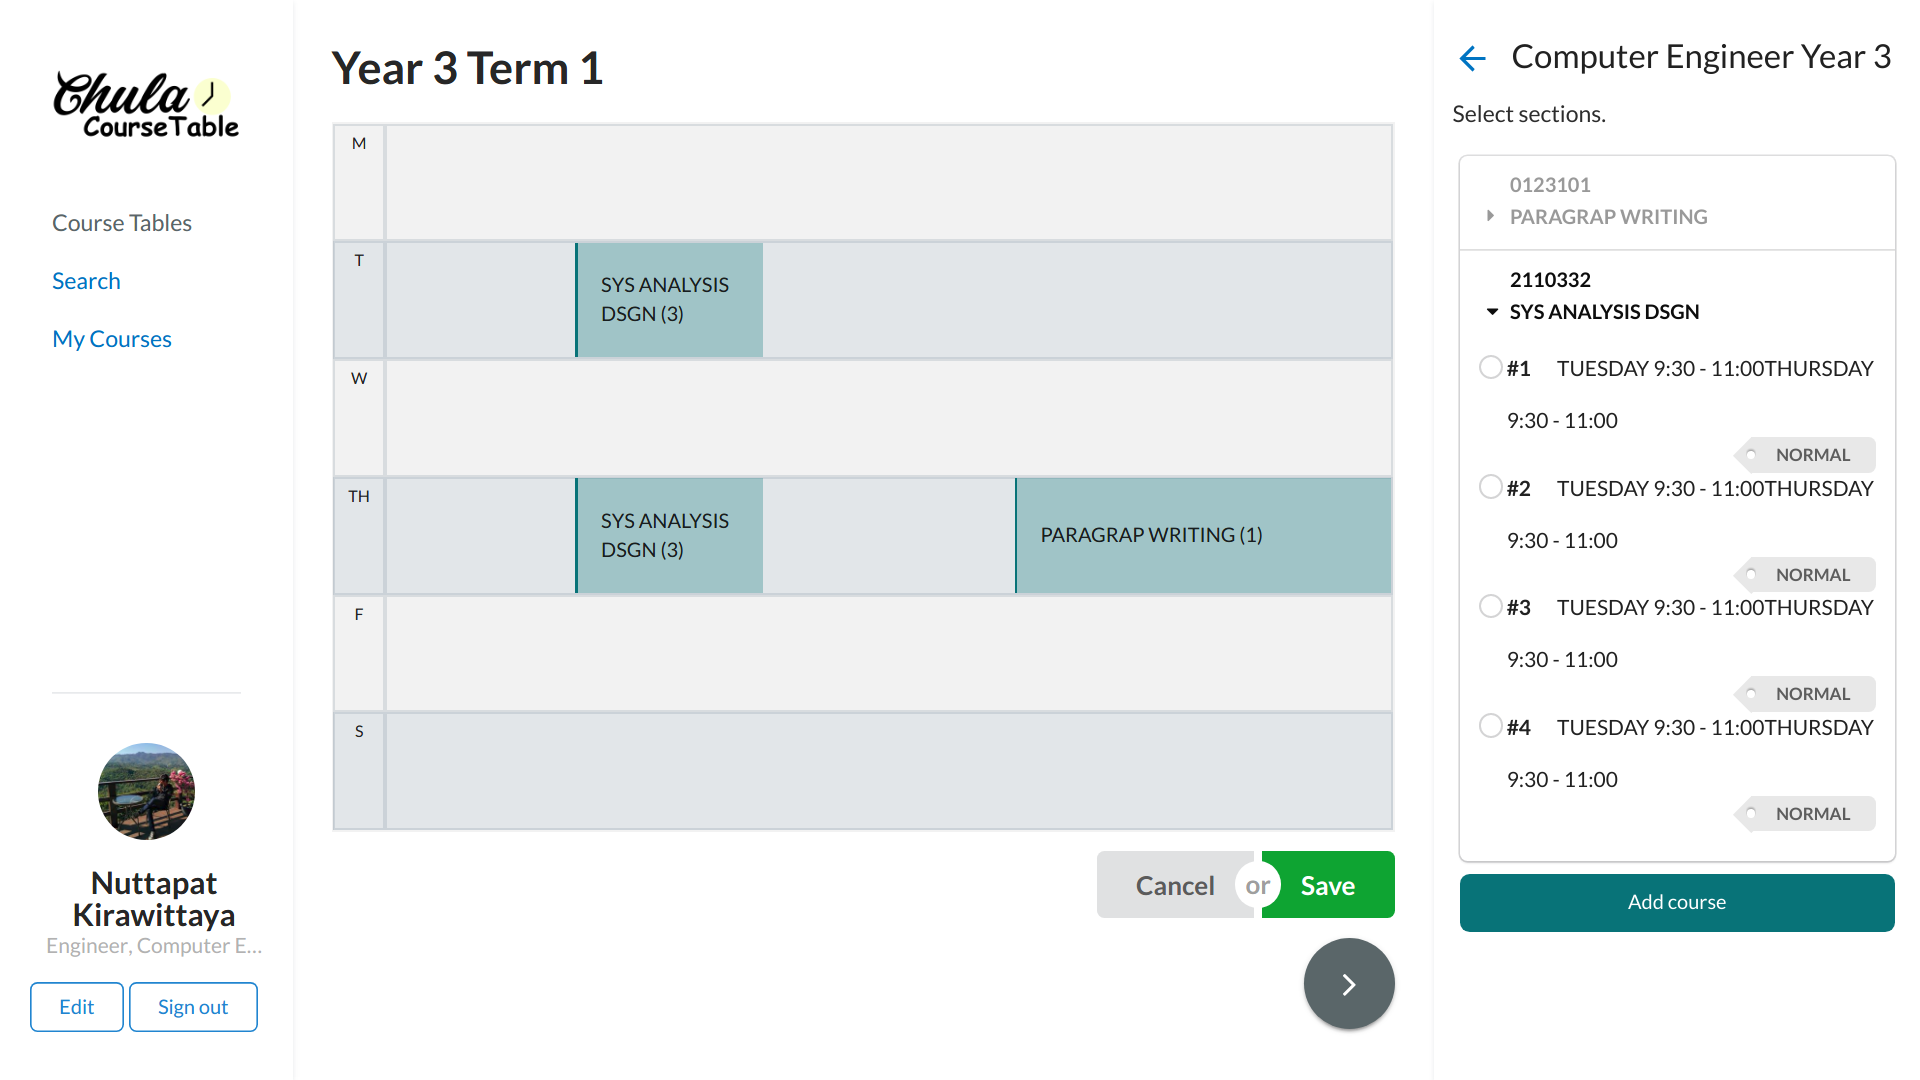 Chula
CourseTable
Course Tables
Search
My Courses
Nuttapat
Kirawittaya
Engineer, Computer E...
Edit
Sign out
Year 3 Term 1
M
T
SYS ANALYSIS
DSGN (3)
W
TH
SYS ANALYSIS
DSGN (3)
PARAGRAP WRITING (1)
F
S
Cancel or Save
Computer Engineer Year 3
Select sections.
0123101
PARAGRAP WRITING
2110332
SYS ANALYSIS DSGN
#1 TUESDAY 9:30 - 11:00THURSDAY
9:30 - 11:00
NORMAL
#2 TUESDAY 9:30 - 11:00THURSDAY
9:30 - 11:00
NORMAL
#3 TUESDAY 9:30 - 11:00THURSDAY
9:30 - 11:00
NORMAL
#4 TUESDAY 9:30 - 11:00THURSDAY
9:30 - 11:00
NORMAL
Add course